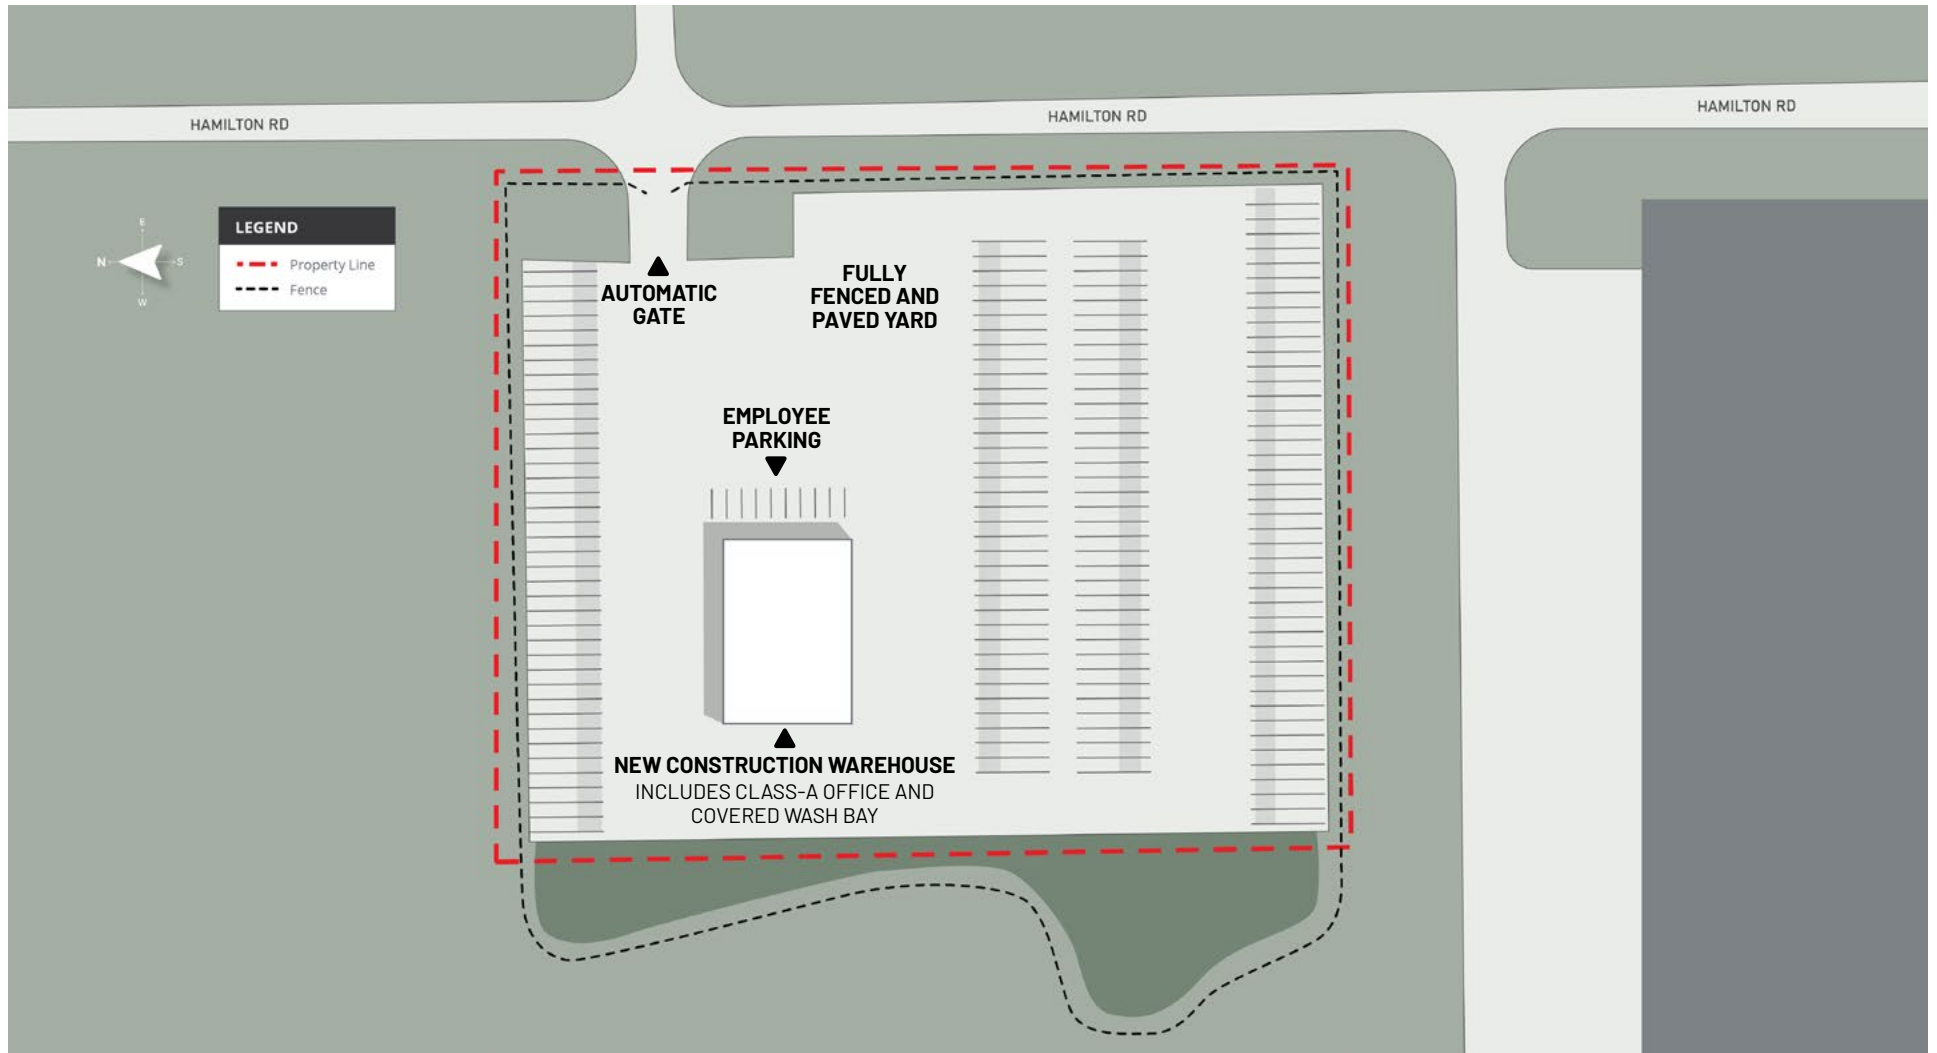 HAMILTON RD
HAMILTON RD
HAMILTON RD
E
N
S
W
LEGEND
Property Line
Fence
AUTOMATIC
GATE
FULLY
FENCED AND
PAVED YARD
EMPLOYEE
PARKING
NEW CONSTRUCTION WAREHOUSE
INCLUDES CLASS-A OFFICE AND
COVERED WASH BAY